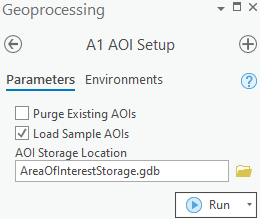 Geoprocessing
A1 AOI Setup
Parameters Environments
Purge Existing AOIs
Load Sample AOIs
AOI Storage Location
AreaOfInterestStorage.gdb
Run